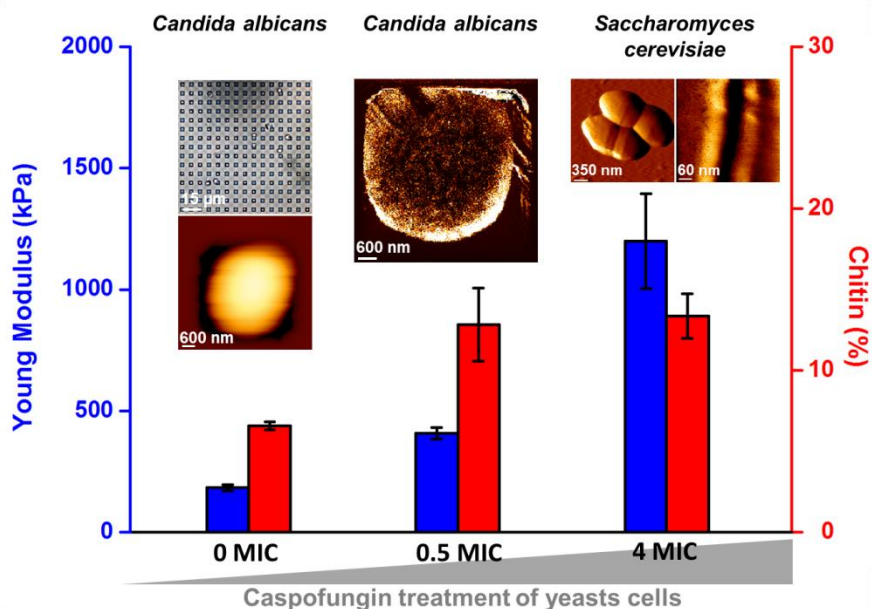 Candida albicans
Candida albicans
Saccharomyces
cerevisiae
2000
1500
1000
500
0
Young Modulus (kPa)
15 µm
600 nm
600 nm
350 nm
60 nm
30
20
10
0
Chitin (%)
0 MIC
0.5 MIC
4 MIC
Caspofungin treatment of yeasts cells